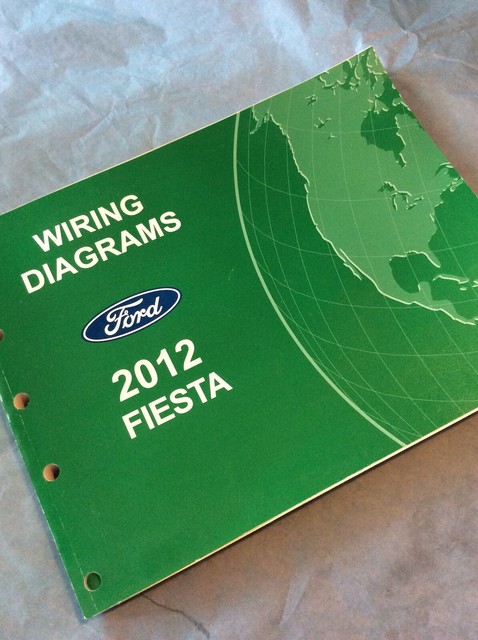 WIRING
DIAGRAMS
Ford
2012
FIESTA